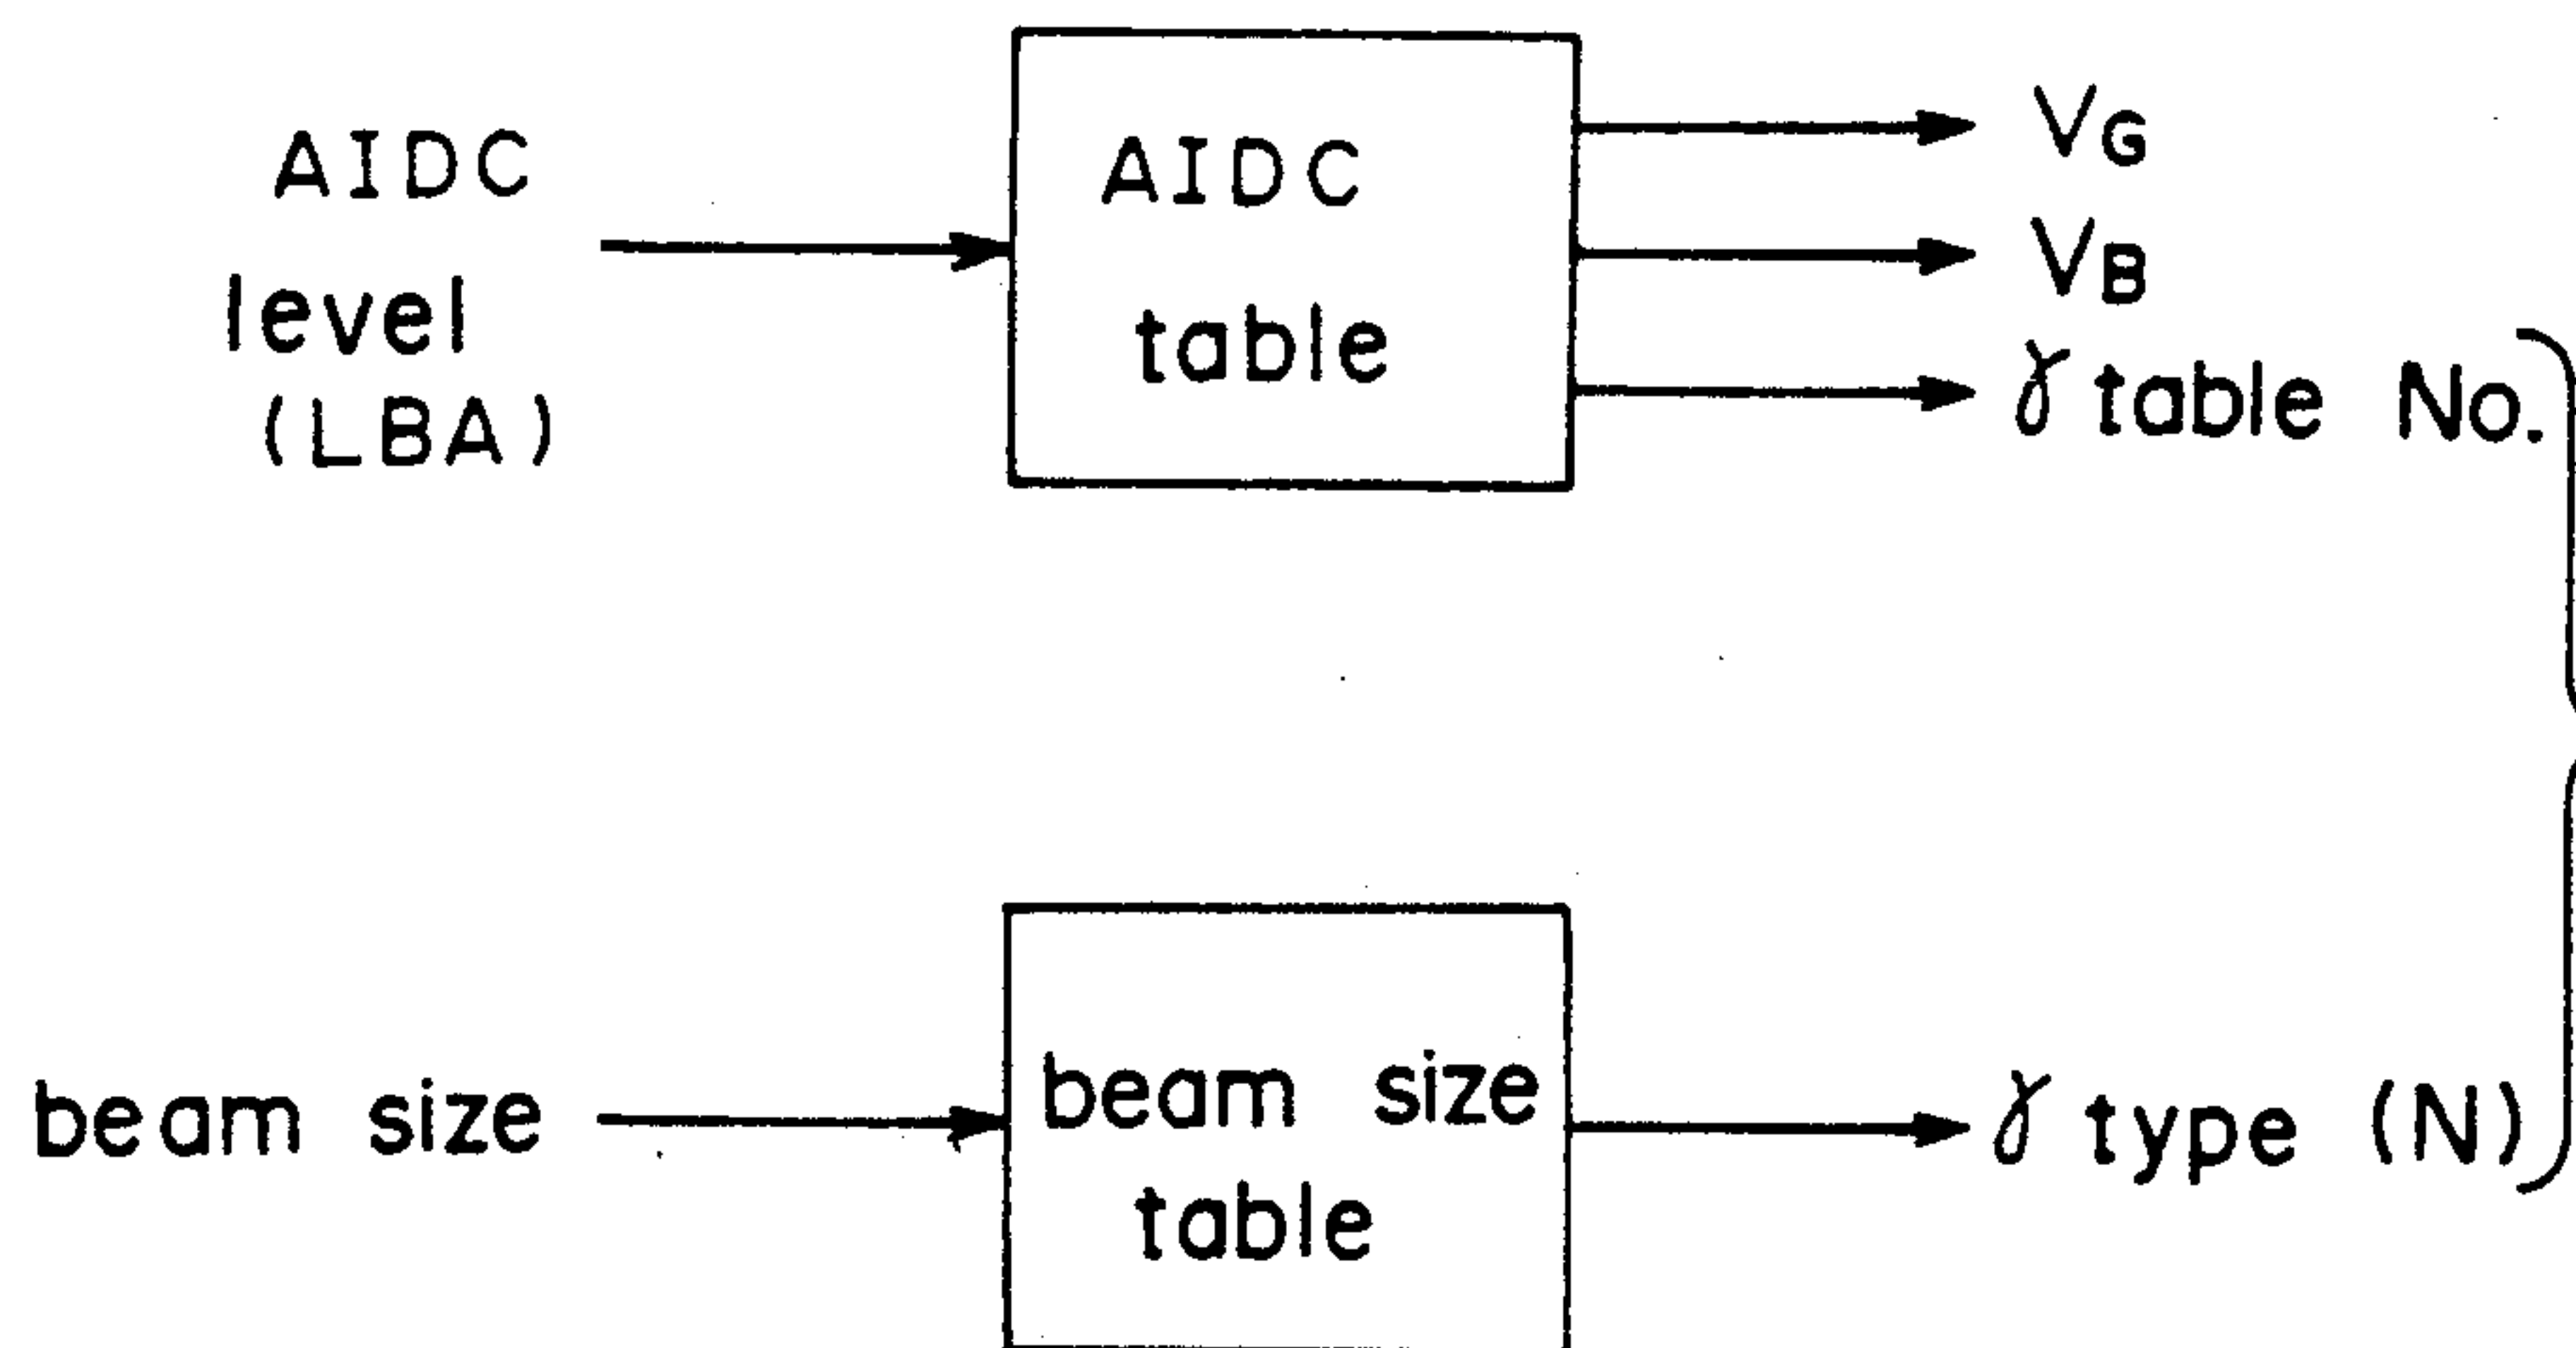 AIDC
level
(LBA)
AIDC
table
VG
VB
γ table No.
beam size
beam size
table
γ type (N)